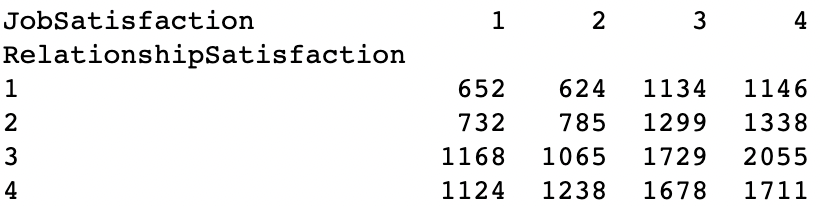 JobSatisfaction 1 2 3 4
RelationshipSatisfaction
1 652 624 1134 1146
2 732 785 1299 1338
3 1168 1065 1729 2055
4 1124 1238 1678 1711